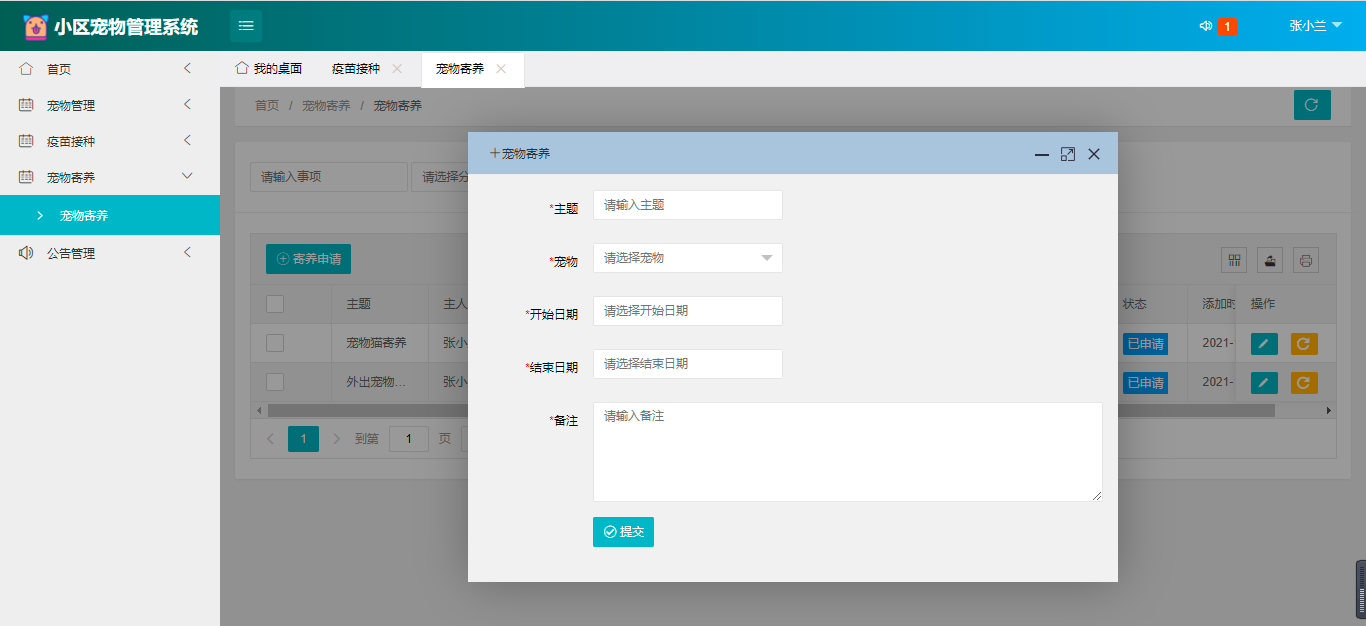 小区宠物管理系统
1
张小兰
首页
宠物管理
疫苗接种
宠物寄养
宠物寄养
公告管理
我的桌面 疫苗接种 宠物寄养
首页 / 宠物寄养 / 宠物寄养
请输入事项
请选择分
寄养申请
主题 主人 状态 添加时 操作
宠物猫寄养 张小 已申请 2021-
外出宠物... 张小 已申请 2021-
1 到第 1 页
宠物寄养
*主题 请输入主题
*宠物 请选择宠物
*开始日期 请选择开始日期
*结束日期 请选择结束日期
*备注 请输入备注
提交